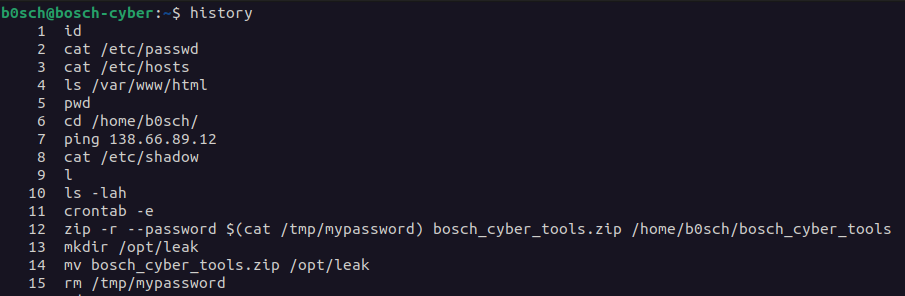 b0sch@bosch-cyber:~$ history
1 id
2 cat /etc/passwd
3 cat /etc/hosts
4 ls /var/www/html
5 pwd
6 cd /home/b0sch/
7 ping 138.66.89.12
8 cat /etc/shadow
9 l
10 ls -lah
11 crontab -e
12 zip -r --password $(cat /tmp/mypassword) bosch_cyber_tools.zip /home/b0sch/bosch_cyber_tools
13 mkdir /opt/leak
14 mv bosch_cyber_tools.zip /opt/leak
15 rm /tmp/mypassword